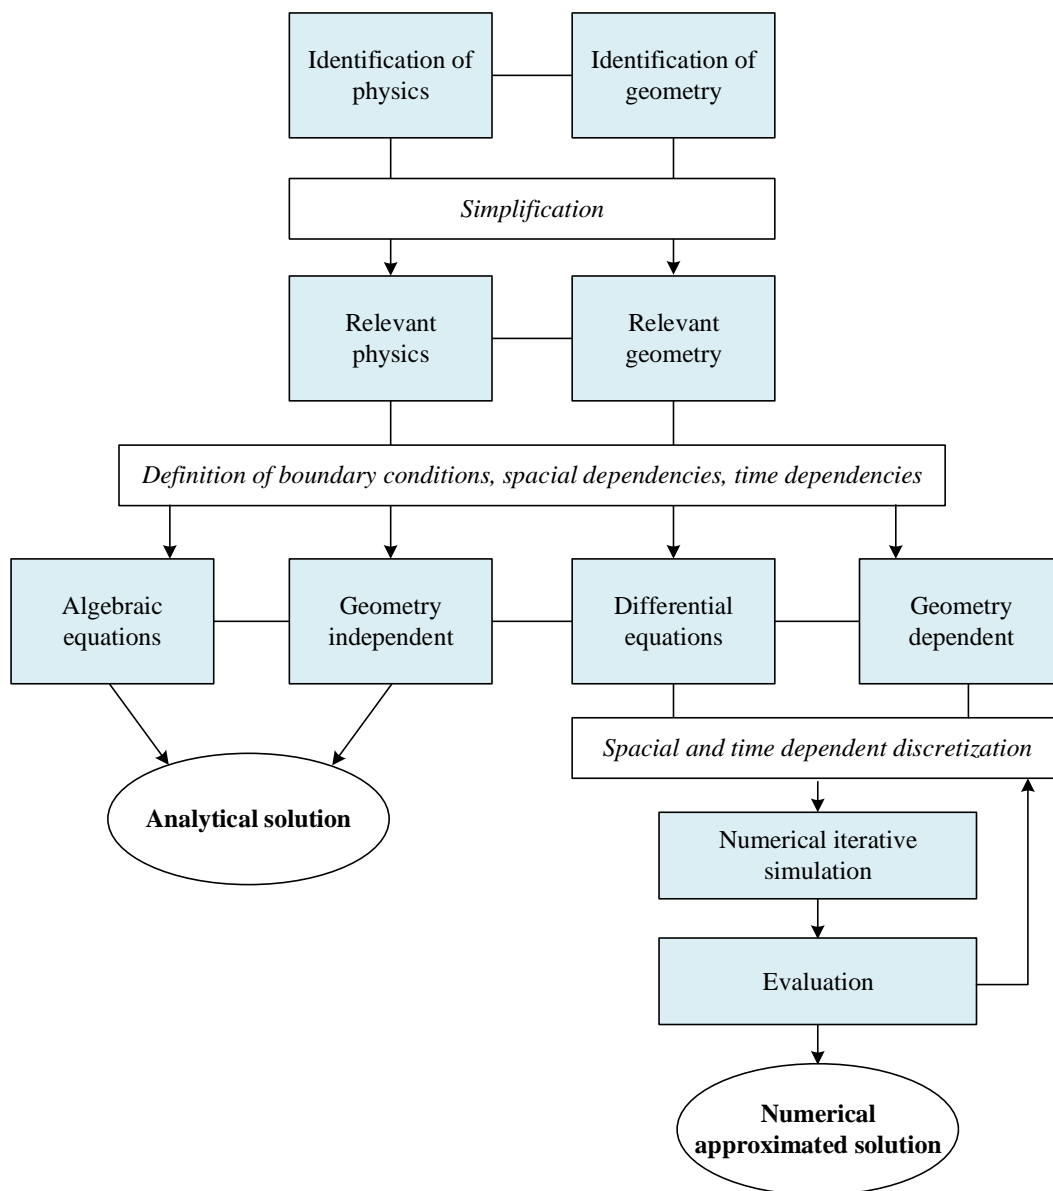 Identification of
physics
Identification of
geometry
Simplification
Relevant
physics
Relevant
geometry
Definition of boundary conditions, spacial dependencies, time dependencies
Algebraic
equations
Geometry
independent
Differential
equations
Geometry
dependent
Spacial and time dependent discretization
Analytical solution
Numerical iterative
simulation
Evaluation
Numerical
approximated solution